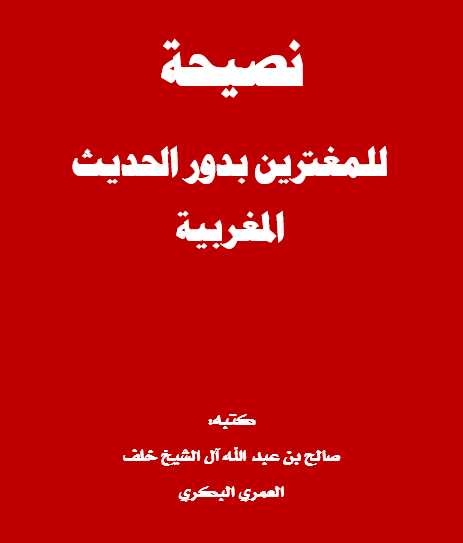 نصيحة
للمغترين بدور الحديث
المغربية
كتبه:
صالح بن عبد الله آل الشيخ خلف
العمري البكري